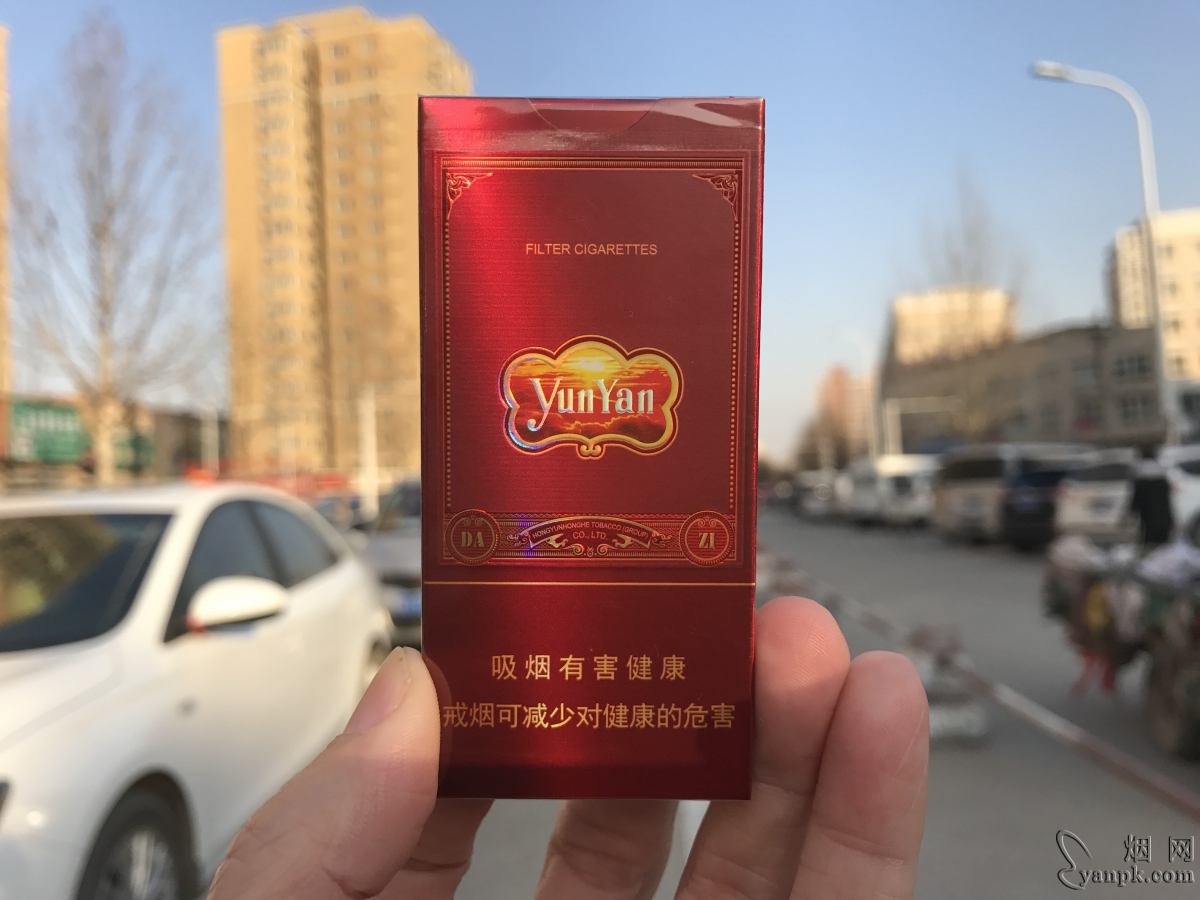 FILTER CIGARETTES
YunYan
DA
HONGYUNHONGHE TOBACCO (GROUP)
CO., LTD
ZI
吸烟有害健康
戒烟可减少对健康的危害
烟网
yanpk.com